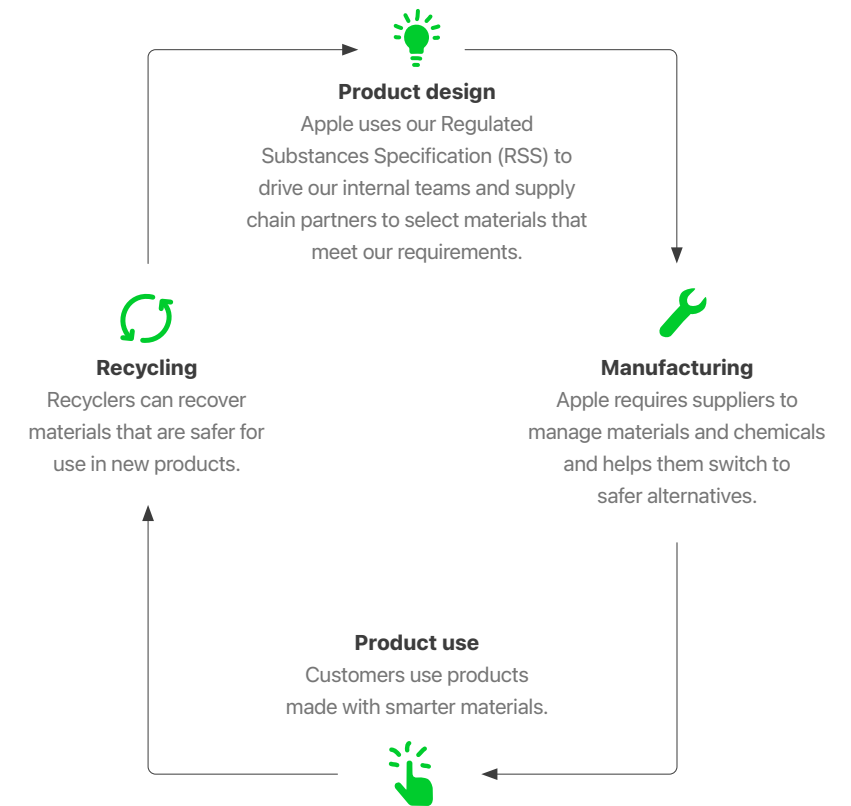 Product design
Apple uses our Regulated
Substances Specification (RSS) to
drive our internal teams and supply
chain partners to select materials that
meet our requirements.
Manufacturing
Apple requires suppliers to
manage materials and chemicals
and helps them switch to
safer alternatives.
Product use
Customers use products
made with smarter materials.
Recycling
Recyclers can recover
materials that are safer for
use in new products.